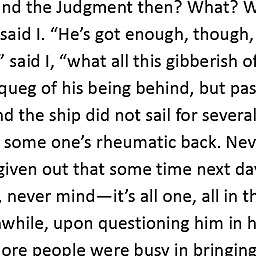 nd the Judgment then? What? W
said I. “He’s got enough, though,
” said I, “what all this gibberish of
queg of his being behind, but pas
nd the ship did not sail for several
some one’s rheumatic back. Nev
given out that some time next da
, never mind—it’s all one, all in th
while, upon questioning him in h
ore people were busy in bringing